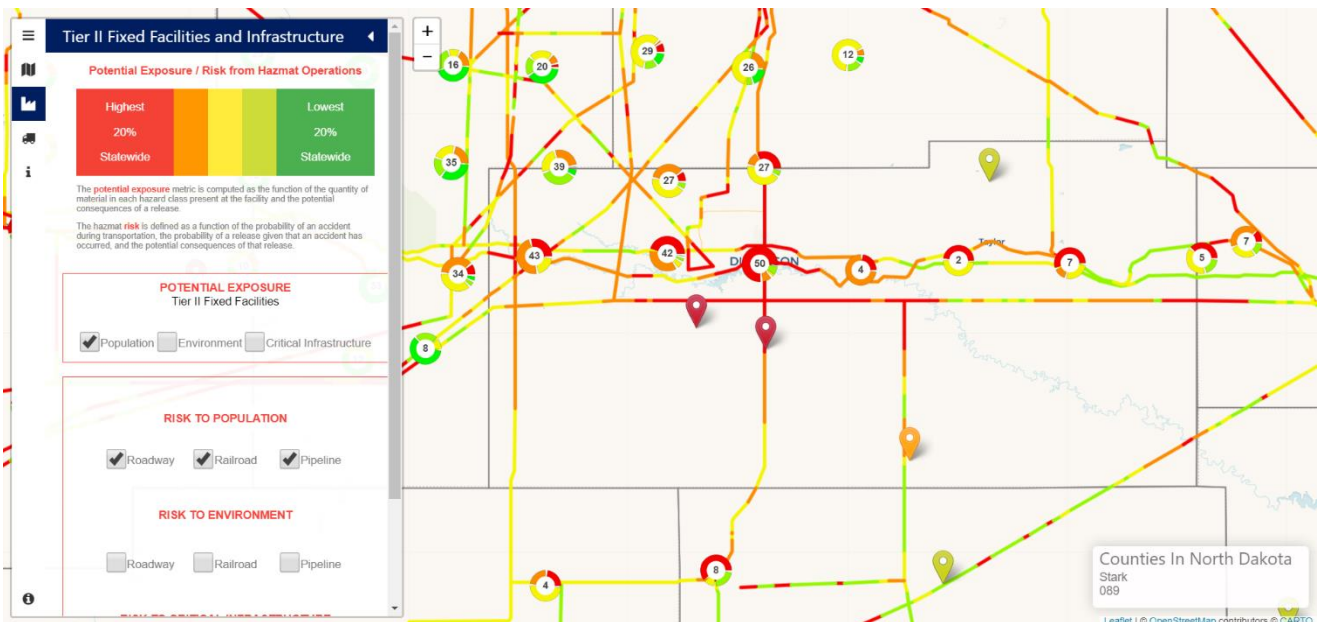 Tier II Fixed Facilities and Infrastructure
Potential Exposure / Risk from Hazmat Operations
Highest
20%
Statewide
Lowest
20%
Statewide
The potential exposure metric is computed as the function of the quantity of
material in each hazard class present at the facility and the potential
consequences of a release.
The hazmat risk is defined as a function of the probability of an accident
during transportation, the probability of a release given that an accident has
occurred, and the potential consequences of that release.
POTENTIAL EXPOSURE
Tier II Fixed Facilities
Population Environment Critical Infrastructure
RISK TO POPULATION
Roadway Railroad Pipeline
RISK TO ENVIRONMENT
Roadway Railroad Pipeline
+
−
16
20
29
26
12
35
39
27
27
34
43
42
50
4
2
Taylor
7
5
7
8
4
8
Counties In North Dakota
Stark
089
Leaflet | © OpenStreetMap contributors © CARTO